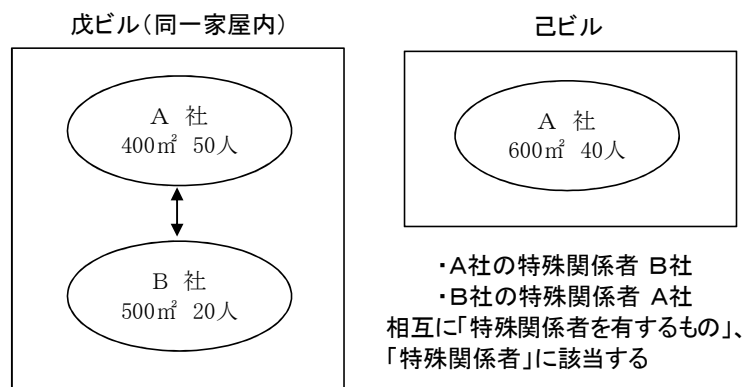 戊ビル（同一家屋内）
A 社
400㎡ 50人
B 社
500㎡ 20人
己ビル
A 社
600㎡ 40人
・A社の特殊関係者 B社
・B社の特殊関係者 A社
相互に「特殊関係者を有するもの」、
「特殊関係者」に該当する